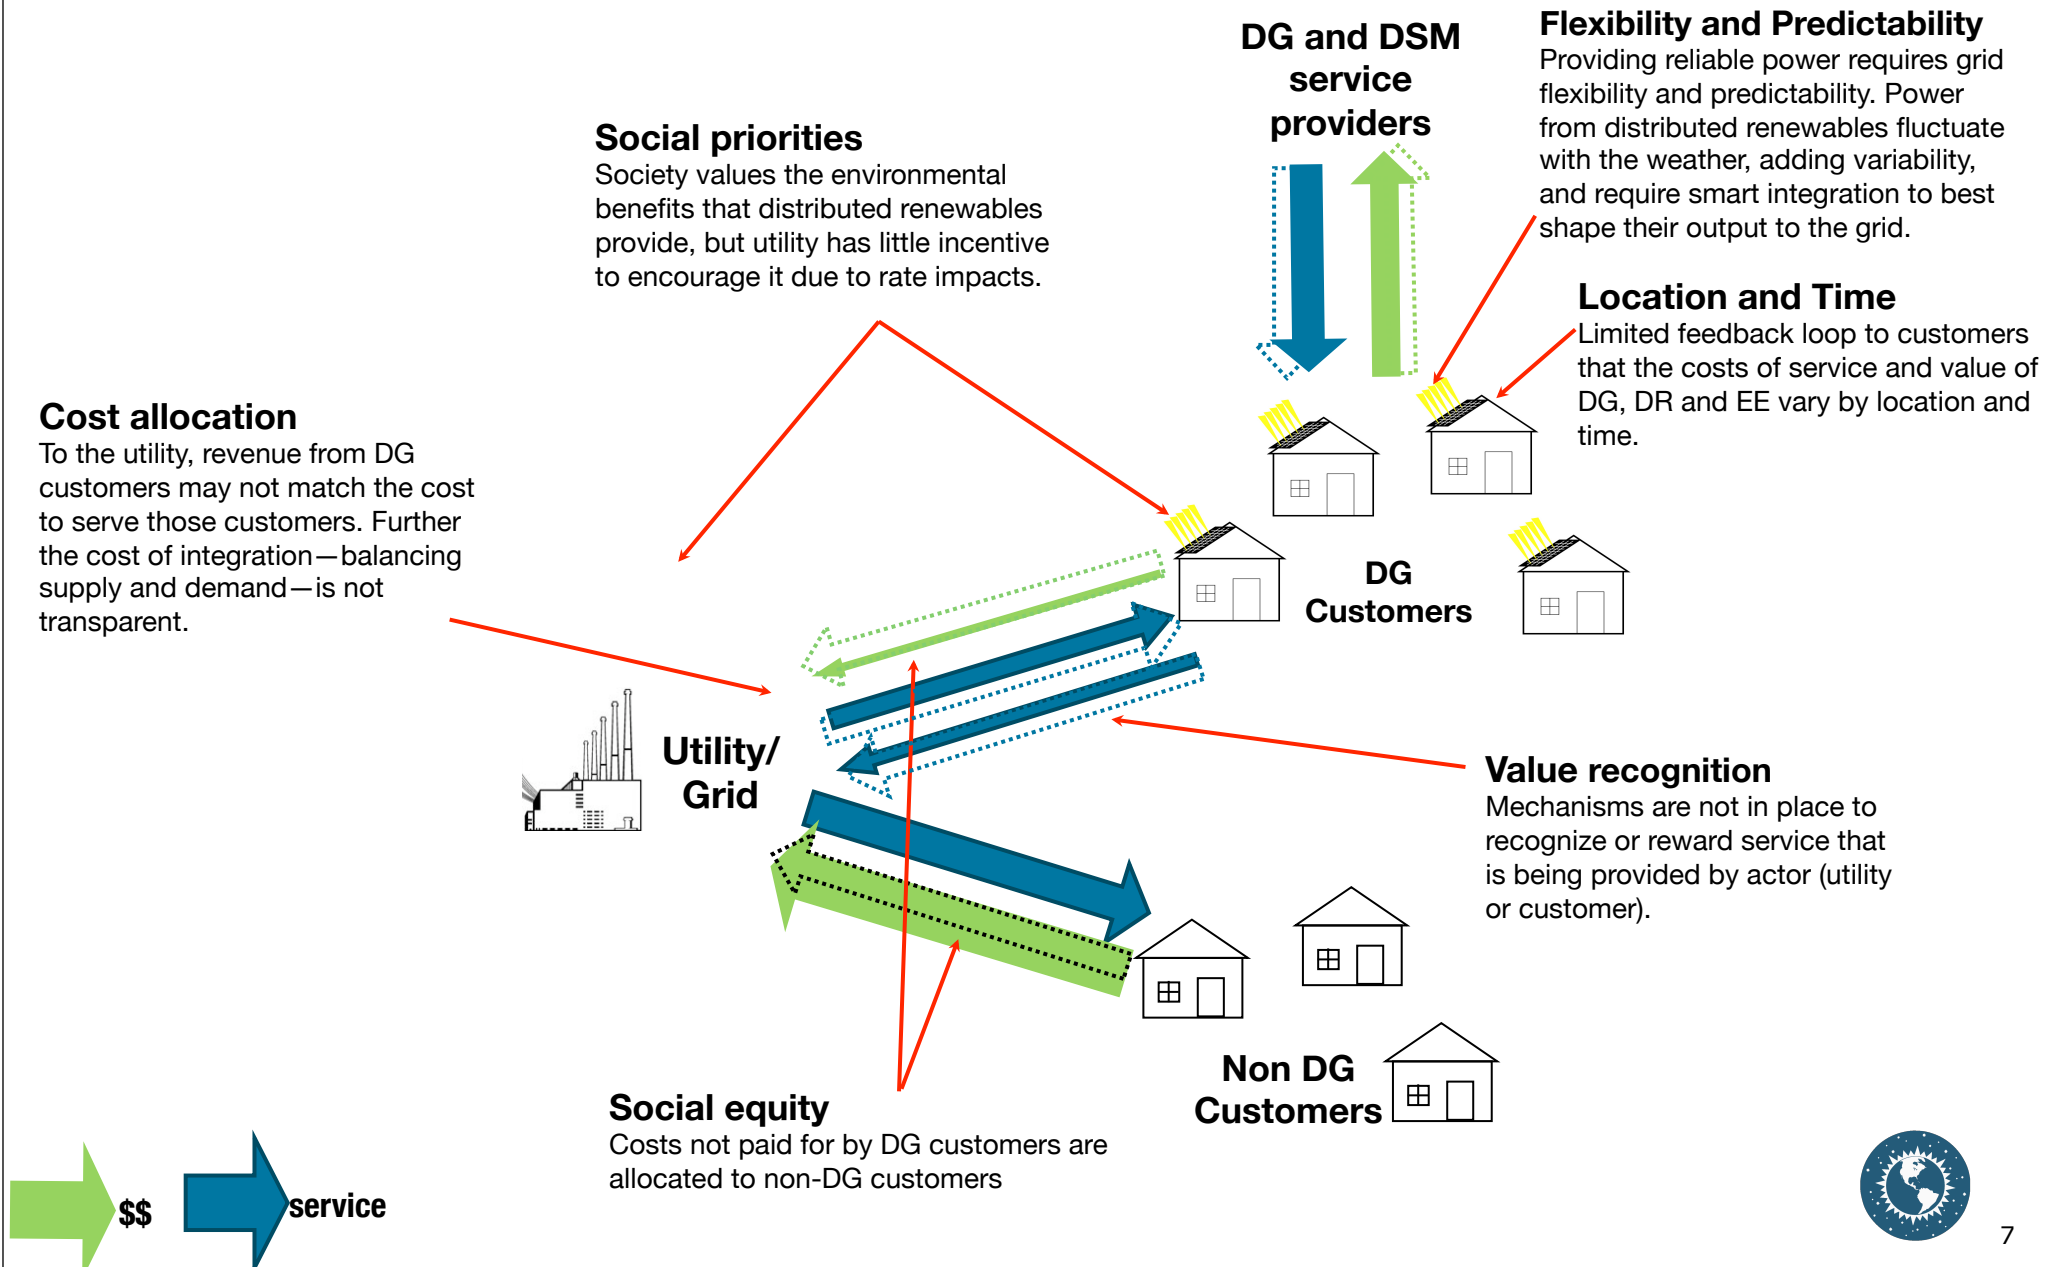 DG and DSM
service
providers
Flexibility and Predictability
Providing reliable power requires grid
flexibility and predictability. Power
from distributed renewables fluctuate
with the weather, adding variability,
and require smart integration to best
shape their output to the grid.
Social priorities
Society values the environmental
benefits that distributed renewables
provide, but utility has little incentive
to encourage it due to rate impacts.
Location and Time
Limited feedback loop to customers
that the costs of service and value of
DG, DR and EE vary by location and
time.
Cost allocation
To the utility, revenue from DG
customers may not match the cost
to serve those customers. Further
the cost of integration—balancing
supply and demand—is not
transparent.
DG
Customers
Utility/
Grid
Value recognition
Mechanisms are not in place to
recognize or reward service that
is being provided by actor (utility
or customer).
Non DG
Customers
Social equity
Costs not paid for by DG customers are
allocated to non-DG customers
$$
service
7